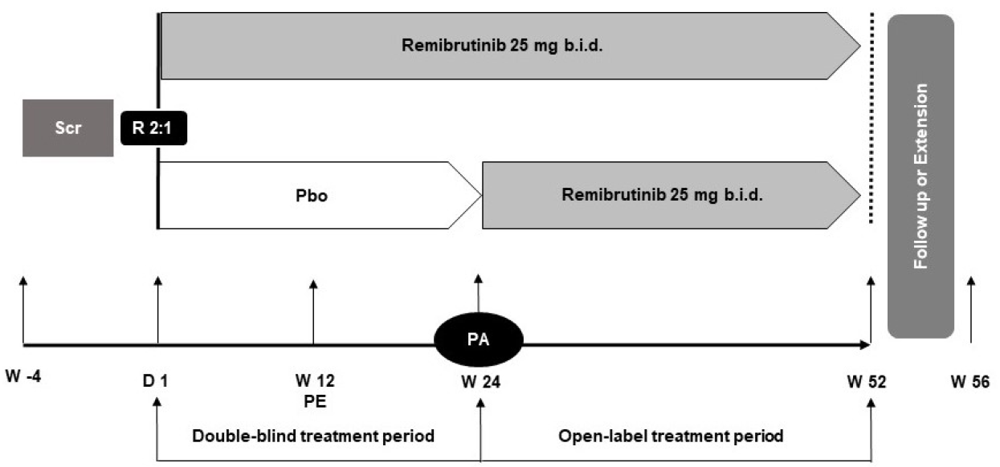 Remibrutinib 25 mg b.i.d.
Scr
R 2:1
Pbo
Remibrutinib 25 mg b.i.d.
Follow up or Extension
PA
W -4
D 1
W 12
PE
W 24
W 52
W 56
Double-blind treatment period
Open-label treatment period